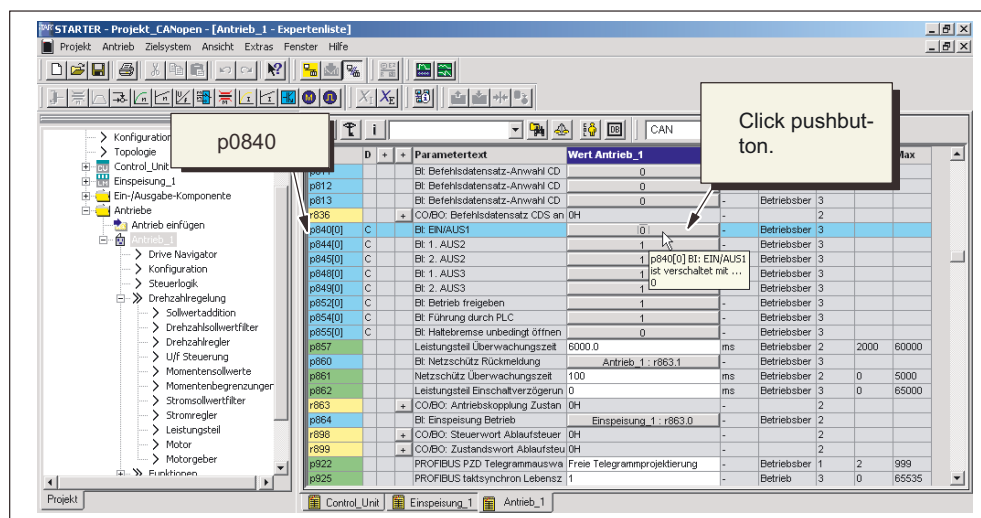 STARTER - Projekt_CANopen - [Antrieb_1 - Expertenliste]
Projekt Antrieb Zielsystem Ansicht Extras Fenster Hilfe
CAN
p0840
Click pushbut-
ton.
Konfiguration
Topologie
Control_Unit
Einspeisung_1
Ein-/Ausgabe-Komponente
Antriebe
Antrieb einfügen
Antrieb_1
Drive Navigator
Konfiguration
Steuerlogik
Drehzahlregelung
Sollwertaddition
Drehzahlsollwertfilter
Drehzahlregler
U/f Steuerung
Momentensollwerte
Momentenbegrenzunger
Stromsollwertfilter
Stromregler
Leistungsteil
Motor
Motorgeber
Funktionen
Projekt
D + + Parametertext Wert Antrieb_1 Max
p811 BI: Befehlsdatensatz-Anwahl CD 0
p812 BI: Befehlsdatensatz-Anwahl CD 0
p813 BI: Befehlsdatensatz-Anwahl CD 0 - Betriebsber 3
r836 + CO/BO: Befehlsdatensatz CDS an 0H - 2
p840[0] C BI: EIN/AUS1 0 - Betriebsber 3
p844[0] C BI: 1. AUS2 1 - Betriebsber 3
p845[0] C BI: 2. AUS2 1 Betriebsber 3
p848[0] C BI: 1. AUS3 1 Betriebsber 3
p849[0] C BI: 2. AUS3 1 Betriebsber 3
p852[0] C BI: Betrieb freigeben 1 - Betriebsber 3
p854[0] C BI: Führung durch PLC 1 - Betriebsber 3
p855[0] C BI: Haltebremse unbedingt öffnen 0 - Betriebsber 3
p857 Leistungsteil Überwachungszeit 6000.0 ms Betriebsber 2 2000 60000
p860 BI: Netzschütz Rückmeldung Antrieb_1 : r863.1 - Betriebsber 3
p861 Netzschütz Überwachungszeit 100 ms Betriebsber 2 0 5000
p862 Leistungsteil Einschaltverzögerun 0 ms Betriebsber 3 0 65000
r863 + CO/BO: Antriebskopplung Zustan 0H - 2
p864 BI: Einspeisung Betrieb Einspeisung_1 : r863.0 - Betriebsber 3
r898 + CO/BO: Steuerwort Ablaufsteuer 0H - 2
r899 + CO/BO: Zustandswort Ablaufsteu 0H - 2
p922 PROFIBUS PZD Telegrammauswa Freie Telegrammprojektierung - Betriebsber 1 2 999
p925 PROFIBUS taktsynchron Lebensz 1 - Betrieb 3 0 65535
p840[0] BI: EIN/AUS1
ist verschaltet mit ...
0
Control_Unit Einspeisung_1 Antrieb_1